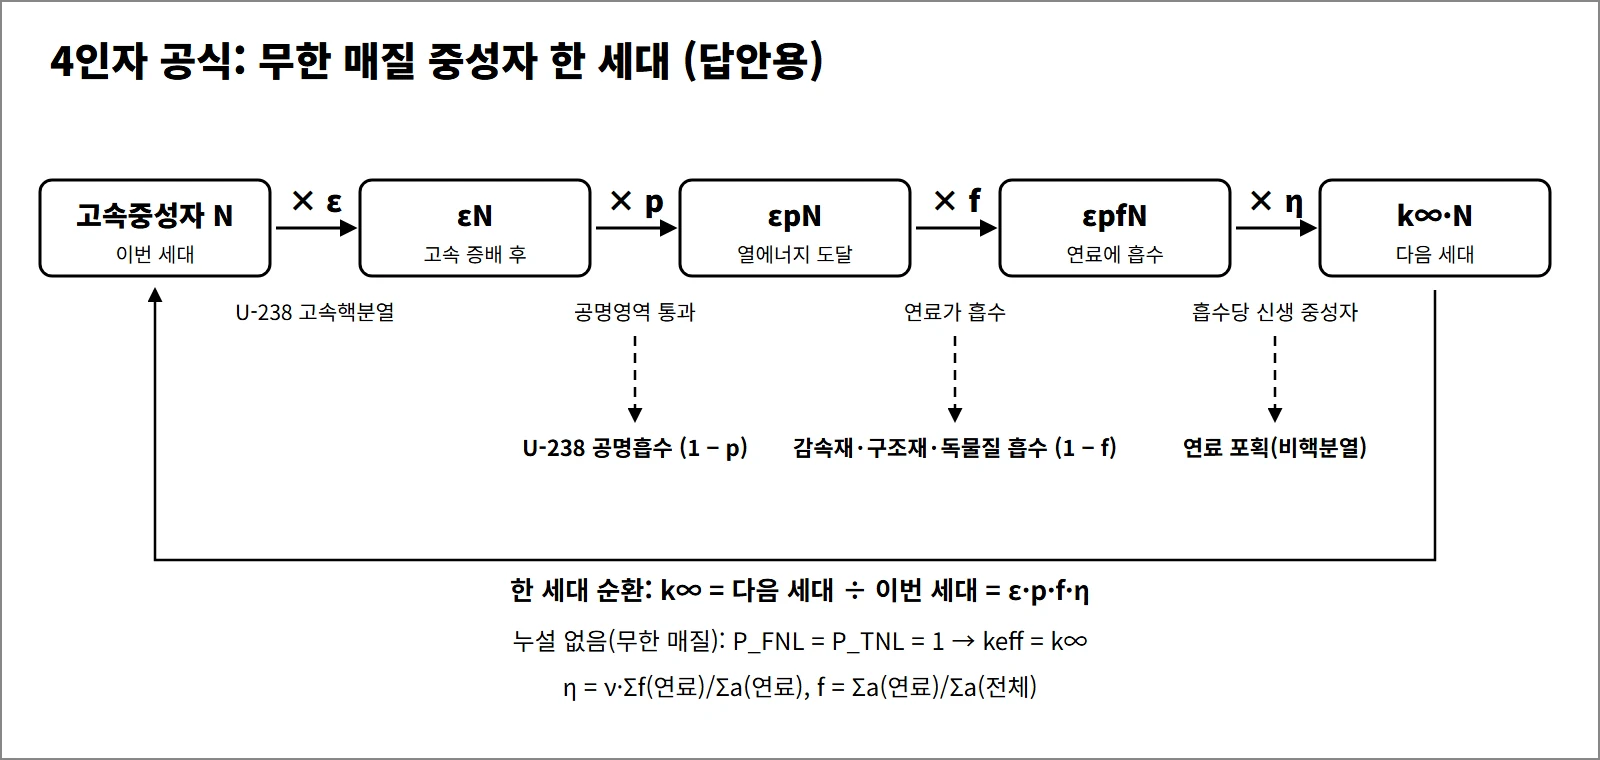 4인자 공식: 무한 매질 중성자 한 세대 (답안용)
고속중성자 N
이번 세대
× ε
εN
고속 증배 후
× p
εpN
열에너지 도달
× f
εpfN
연료에 흡수
× η
k∞·N
다음 세대
U-238 고속핵분열
공명영역 통과
연료가 흡수
흡수당 신생 중성자
U-238 공명흡수 (1 − p)
감속재·구조재·독물질 흡수 (1 − f)
연료 포획(비핵분열)
한 세대 순환: k∞ = 다음 세대 ÷ 이번 세대 = ε·p·f·η
누설 없음(무한 매질): P_FNL = P_TNL = 1 → keff = k∞
η = ν·Σf(연료)/Σa(연료), f = Σa(연료)/Σa(전체)